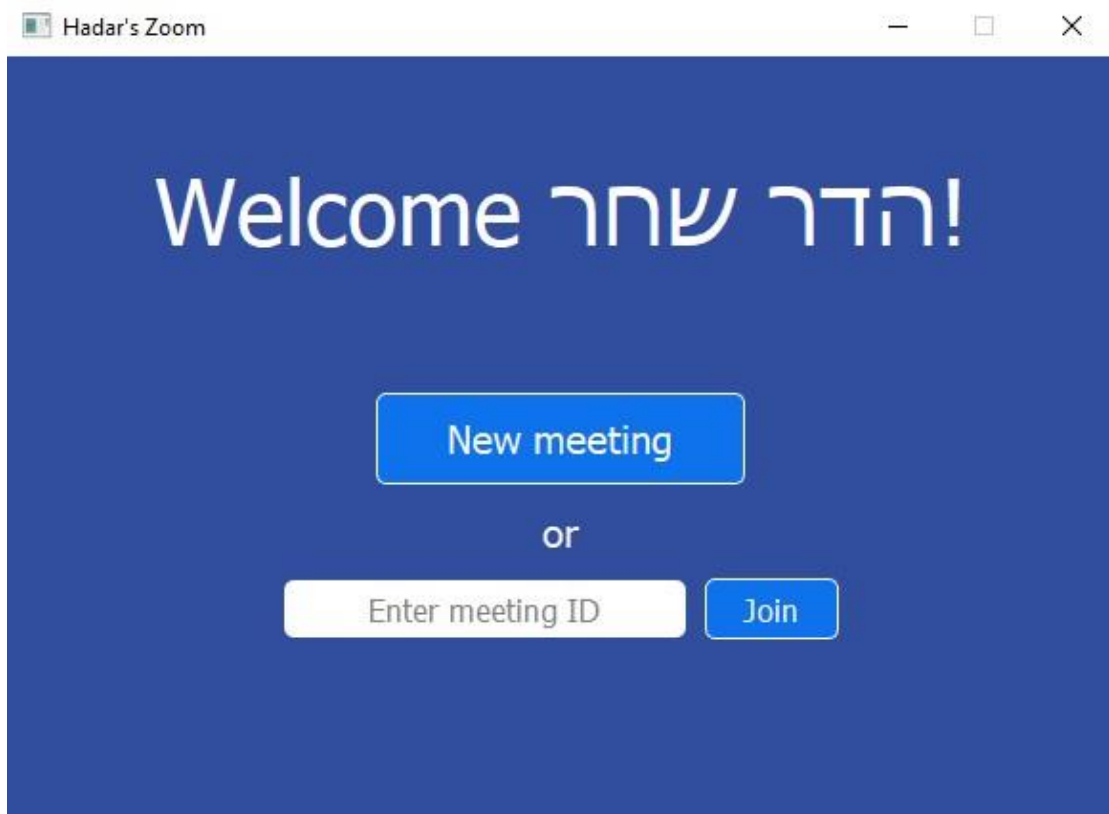 Hadar's Zoom
Welcome הדר שחר!
New meeting
or
Enter meeting ID
Join